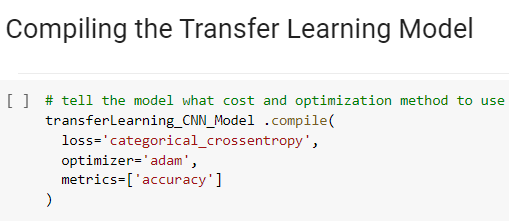 Compiling the Transfer Learning Model
[ ] # tell the model what cost and optimization method to use
transferLearning_CNN_Model .compile(
  loss='categorical_crossentropy',
  optimizer='adam',
  metrics=['accuracy']
)